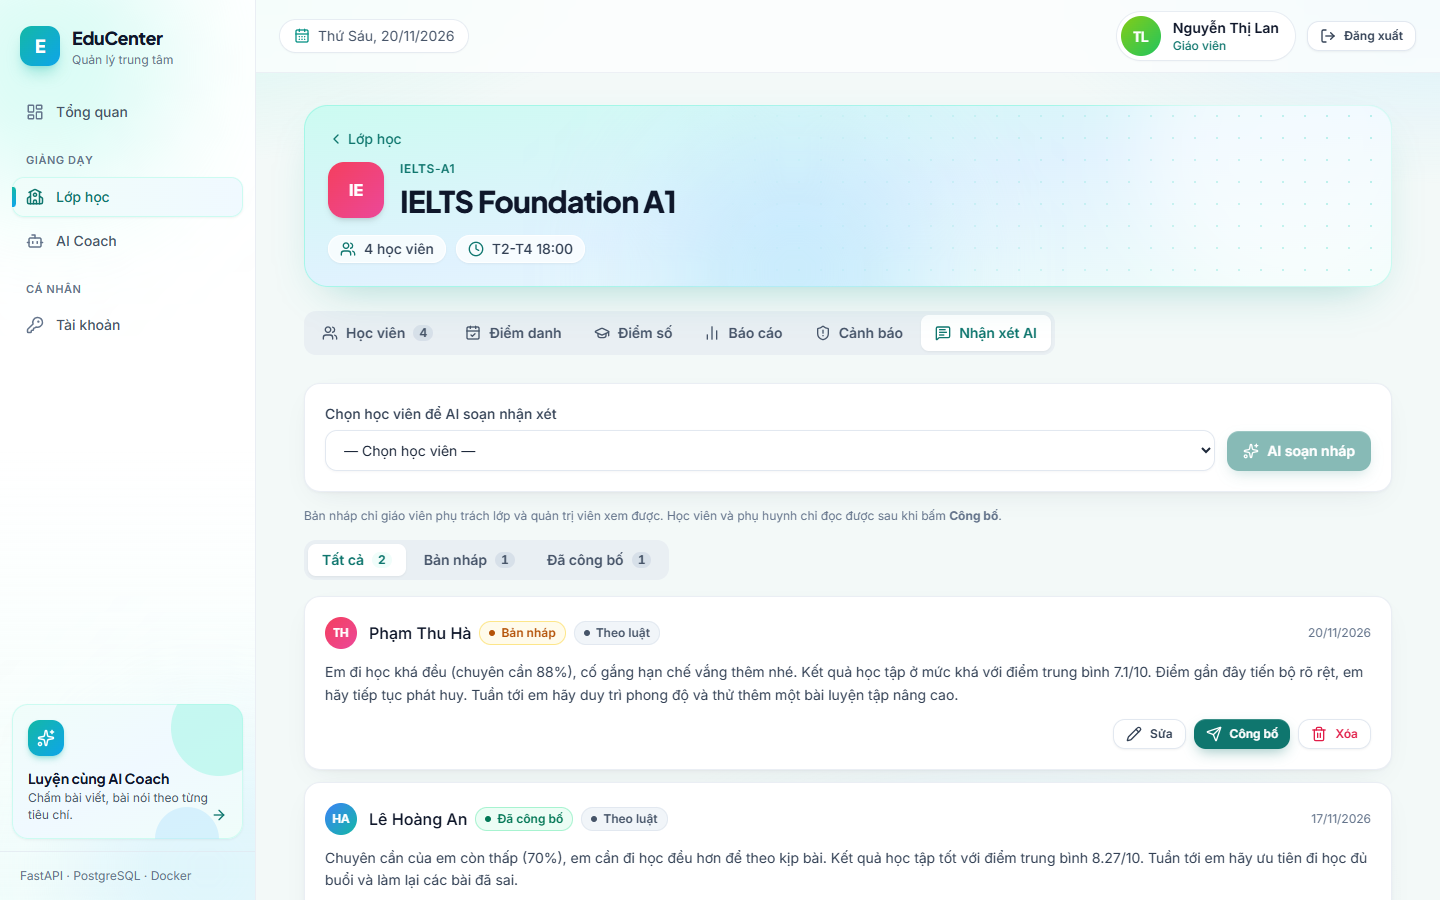 E
EduCenter
Quản lý trung tâm
Tổng quan
GIẢNG DẠY
Lớp học
AI Coach
CÁ NHÂN
Tài khoản
Luyện cùng AI Coach
Chấm bài viết, bài nói theo từng
tiêu chí.
FastAPI · PostgreSQL · Docker
Thứ Sáu, 20/11/2026
TL
Nguyễn Thị Lan
Giáo viên
Đăng xuất
Lớp học
IE
IELTS-A1
IELTS Foundation A1
4 học viên
T2-T4 18:00
Học viên 4
Điểm danh
Điểm số
Báo cáo
Cảnh báo
Nhận xét AI
Chọn học viên để AI soạn nhận xét
— Chọn học viên —
AI soạn nháp
Bản nháp chỉ giáo viên phụ trách lớp và quản trị viên xem được. Học viên và phụ huynh chỉ đọc được sau khi bấm Công bố.
Tất cả 2
Bản nháp 1
Đã công bố 1
TH
Phạm Thu Hà
Bản nháp
Theo luật
20/11/2026
Em đi học khá đều (chuyên cần 88%), cố gắng hạn chế vắng thêm nhé. Kết quả học tập ở mức khá với điểm trung bình 7.1/10. Điểm gần đây tiến bộ rõ rệt, em
hãy tiếp tục phát huy. Tuần tới em hãy duy trì phong độ và thử thêm một bài luyện tập nâng cao.
Sửa
Công bố
Xóa
HA
Lê Hoàng An
Đã công bố
Theo luật
17/11/2026
Chuyên cần của em còn thấp (70%), em cần đi học đều hơn để theo kịp bài. Kết quả học tập tốt với điểm trung bình 8.27/10. Tuần tới em hãy ưu tiên đi học đủ
buổi và làm lại các bài đã sai.